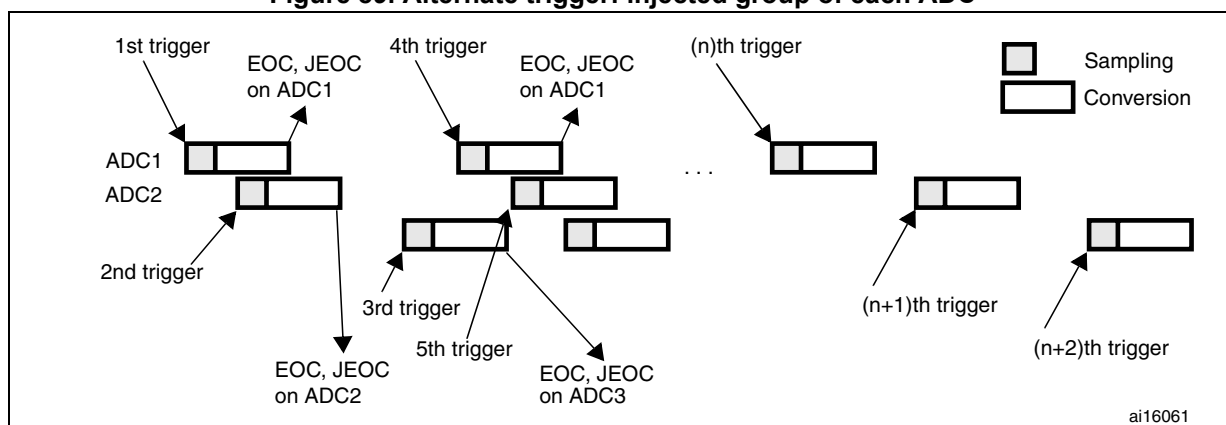 Figure 63. Alternate trigger: injected group of each ADC
1st trigger
EOC, JEOC
on ADC1
4th trigger
EOC, JEOC
on ADC1
(n)th trigger
Sampling
Conversion
ADC1
ADC2
. . .
2nd trigger
3rd trigger
5th trigger
(n+1)th trigger
(n+2)th trigger
EOC, JEOC
on ADC2
EOC, JEOC
on ADC3
ai16061